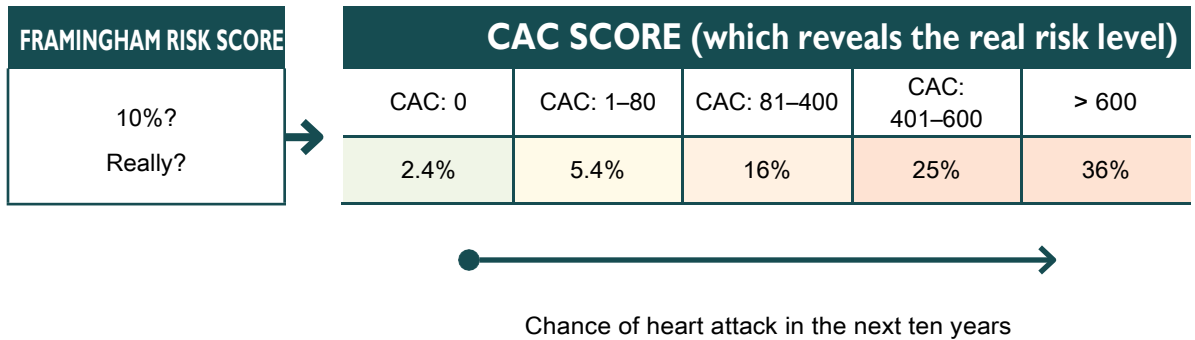 FRAMINGHAM RISK SCORE
10%?
Really?
CAC SCORE (which reveals the real risk level)
CAC: 0
CAC: 1–80
CAC: 81–400
CAC:
401–600
> 600
2.4%
5.4%
16%
25%
36%
Chance of heart attack in the next ten years